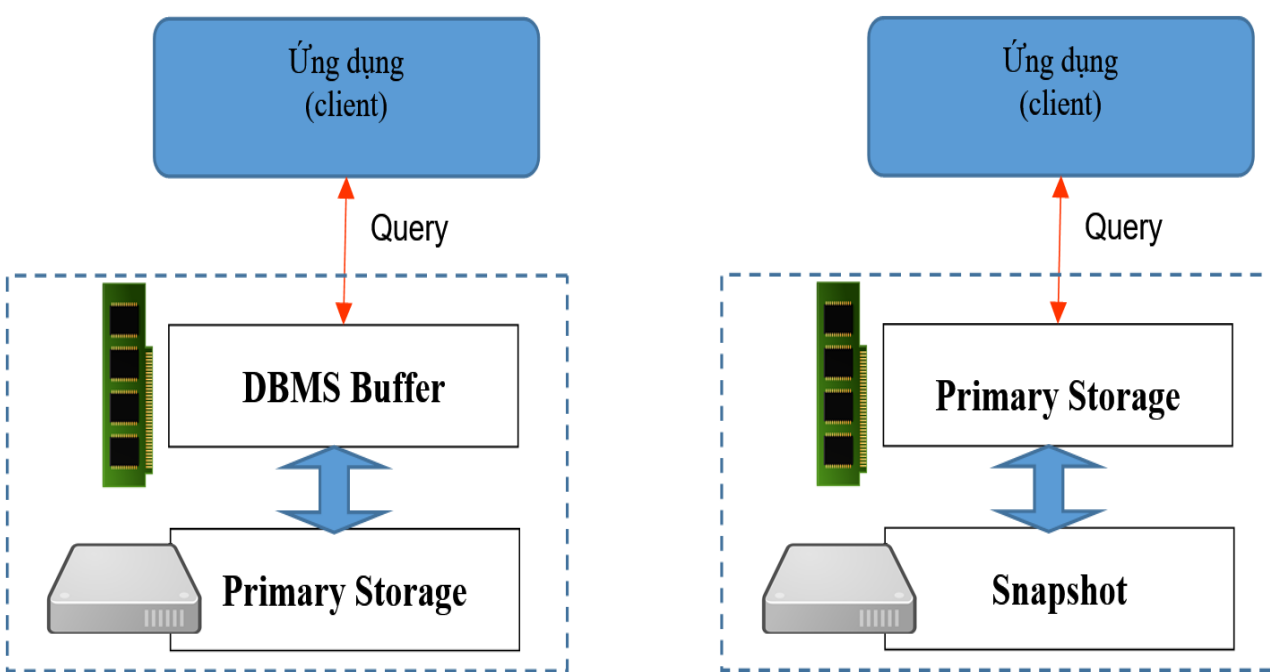 Ứng dụng
(client)
Query
DBMS Buffer
Primary Storage
Ứng dụng
(client)
Query
Primary Storage
Snapshot